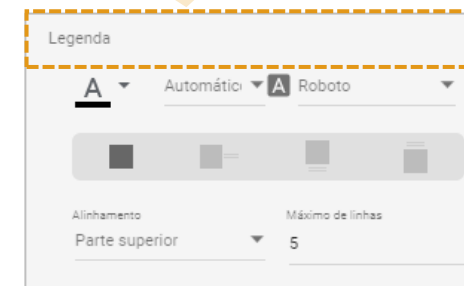 Legenda
A Automátic A Roboto
Alinhamento Máximo de linhas
Parte superior 5